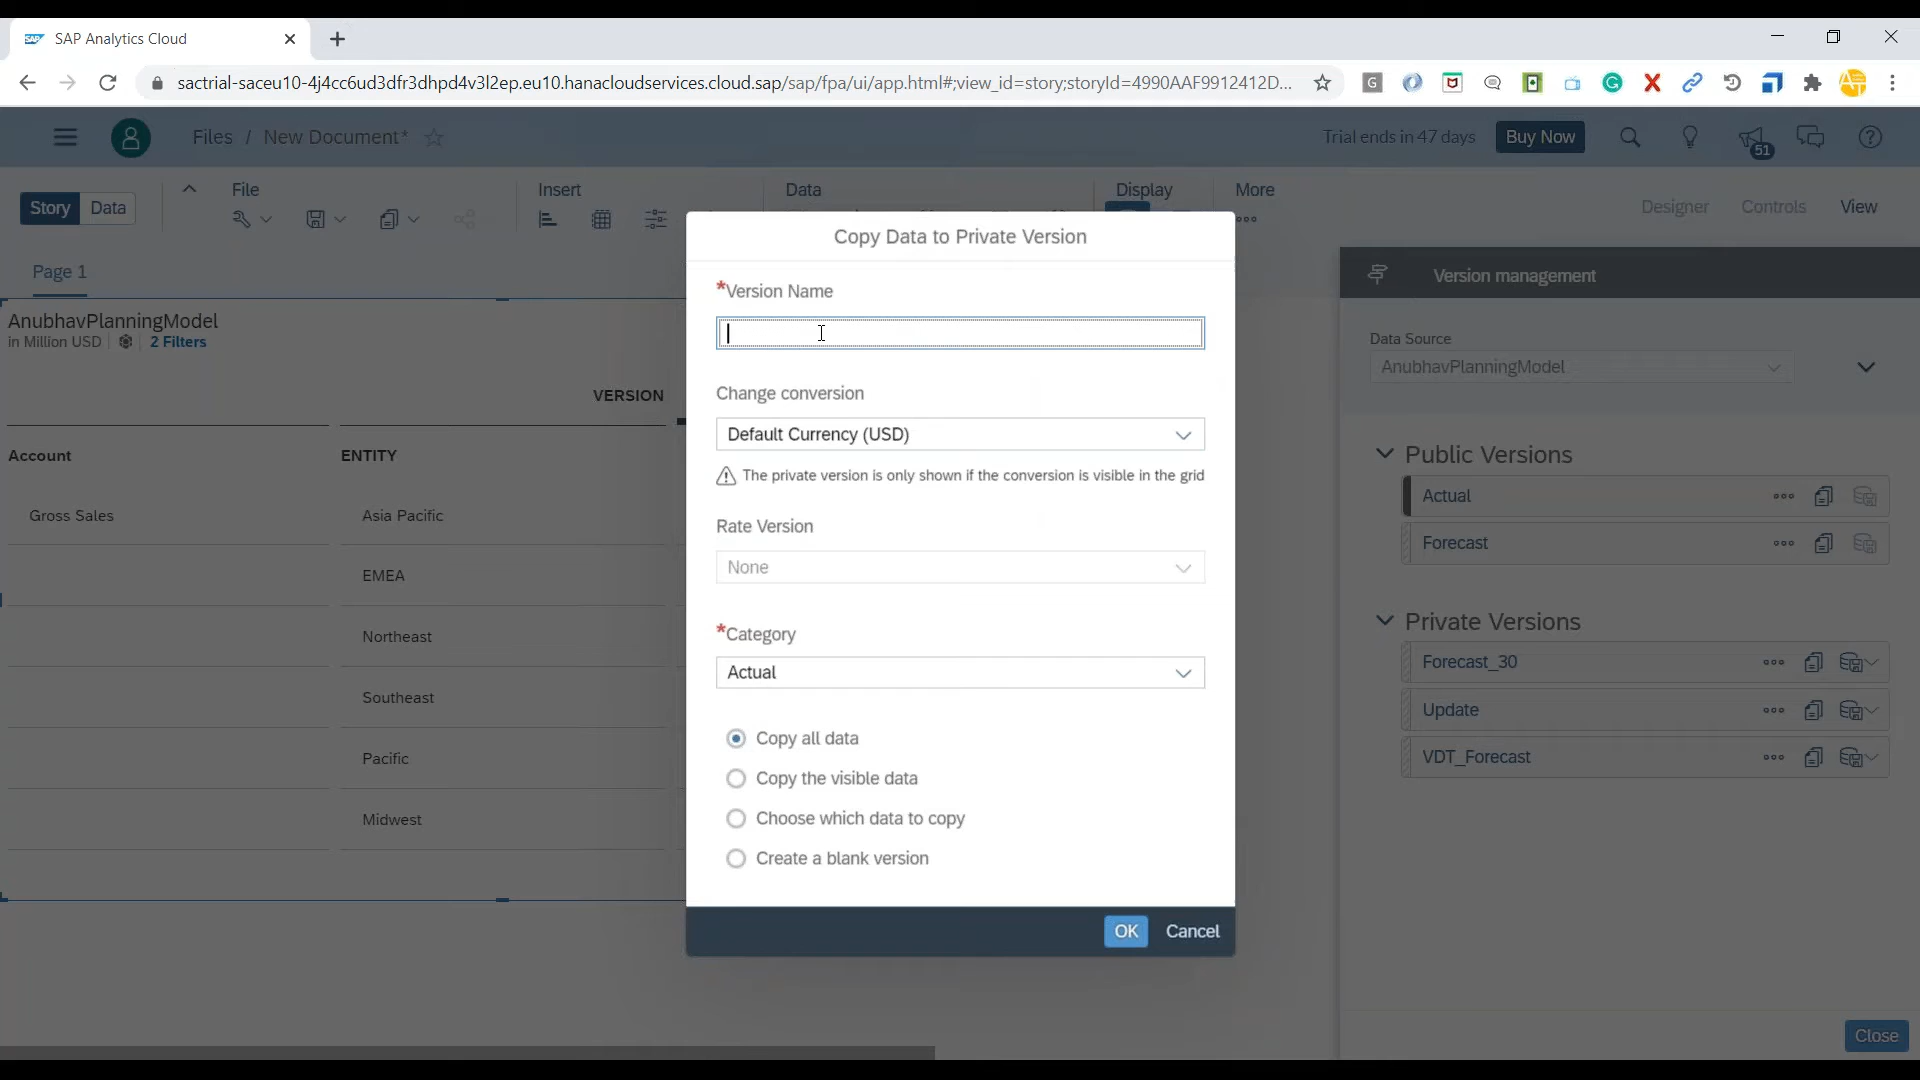 SAP Analytics Cloud
sactrial-saceu10-4j4cc6ud3dfr3dhpd4v3l2ep.eu10.hanacloudservices.cloud.sap/sap/fpa/ui/app.html#;view_id=story;storyId=4990AAF9912412D...
Files / New Document*
Trial ends in 47 days
Buy Now
51
Story
Data
File
Insert
Data
Display
More
Designer
Controls
View
Page 1
AnubhavPlanningModel
in Million USD
2 Filters
VERSION
Account
ENTITY
Gross Sales
Asia Pacific
EMEA
Northeast
Southeast
Pacific
Midwest
Copy Data to Private Version
*Version Name
Change conversion
Default Currency (USD)
The private version is only shown if the conversion is visible in the grid
Rate Version
None
*Category
Actual
Copy all data
Copy the visible data
Choose which data to copy
Create a blank version
OK
Cancel
Version management
Data Source
AnubhavPlanningModel
Public Versions
Actual
Forecast
Private Versions
Forecast_30
Update
VDT_Forecast
Close